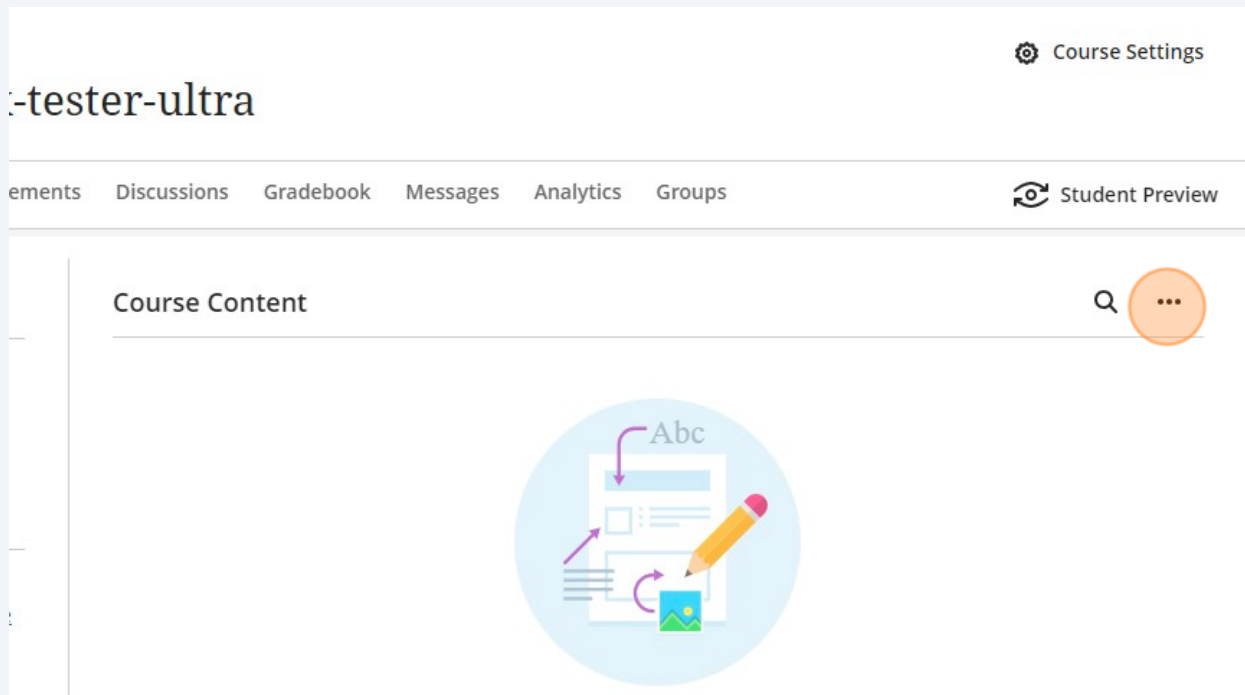 Course Settings
-tester-ultra
ements Discussions Gradebook Messages Analytics Groups Student Preview
Course Content
Abc